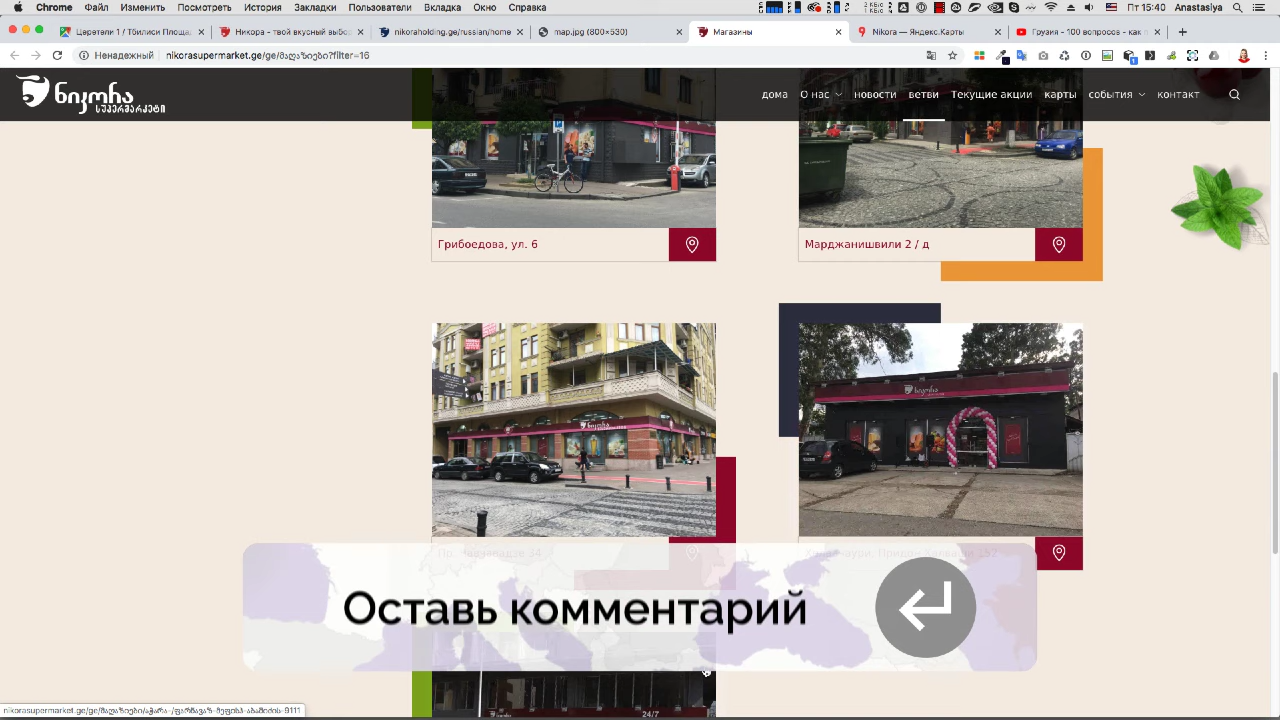 Chrome Файл Изменить Посмотреть История Закладки Пользователи Вкладка Окно Справка Пт 15:40 Anastasiya
Церетели 1 / Тбилиси Площад Никора - твой вкусный выбор nikoraholding.ge/russian/home map.jpg (800×530) Магазины Nikora — Яндекс.Карты Грузия - 100 вопросов - как п
Ненадежный nikorasupermarket.ge/ge/მაღაზიები?filter=16
ნიკორა
სუპერმარკეტი
дома О нас новости ветви Текущие акции карты события контакт
Грибоедова, ул. 6
Марджанишвили 2 / д
Оставь комментарий
24/7